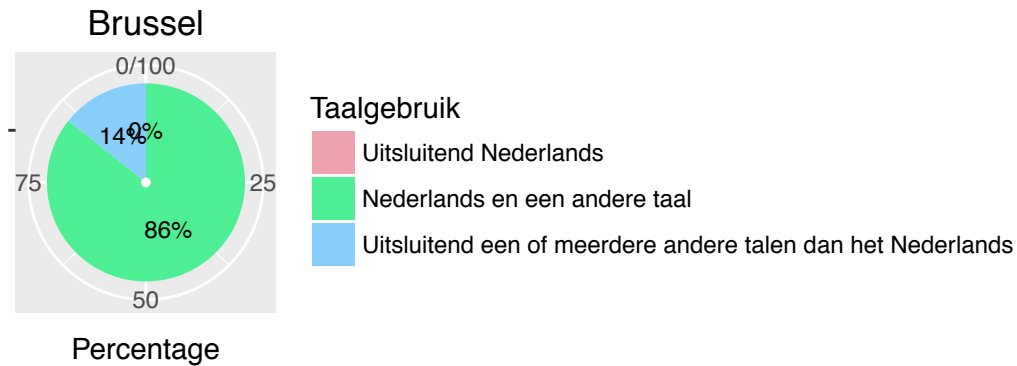 Brussel
0/100
14%
0%
75
25
86%
50
Percentage
Taalgebruik
Uitsluitend Nederlands
Nederlands en een andere taal
Uitsluitend een of meerdere andere talen dan het Nederlands